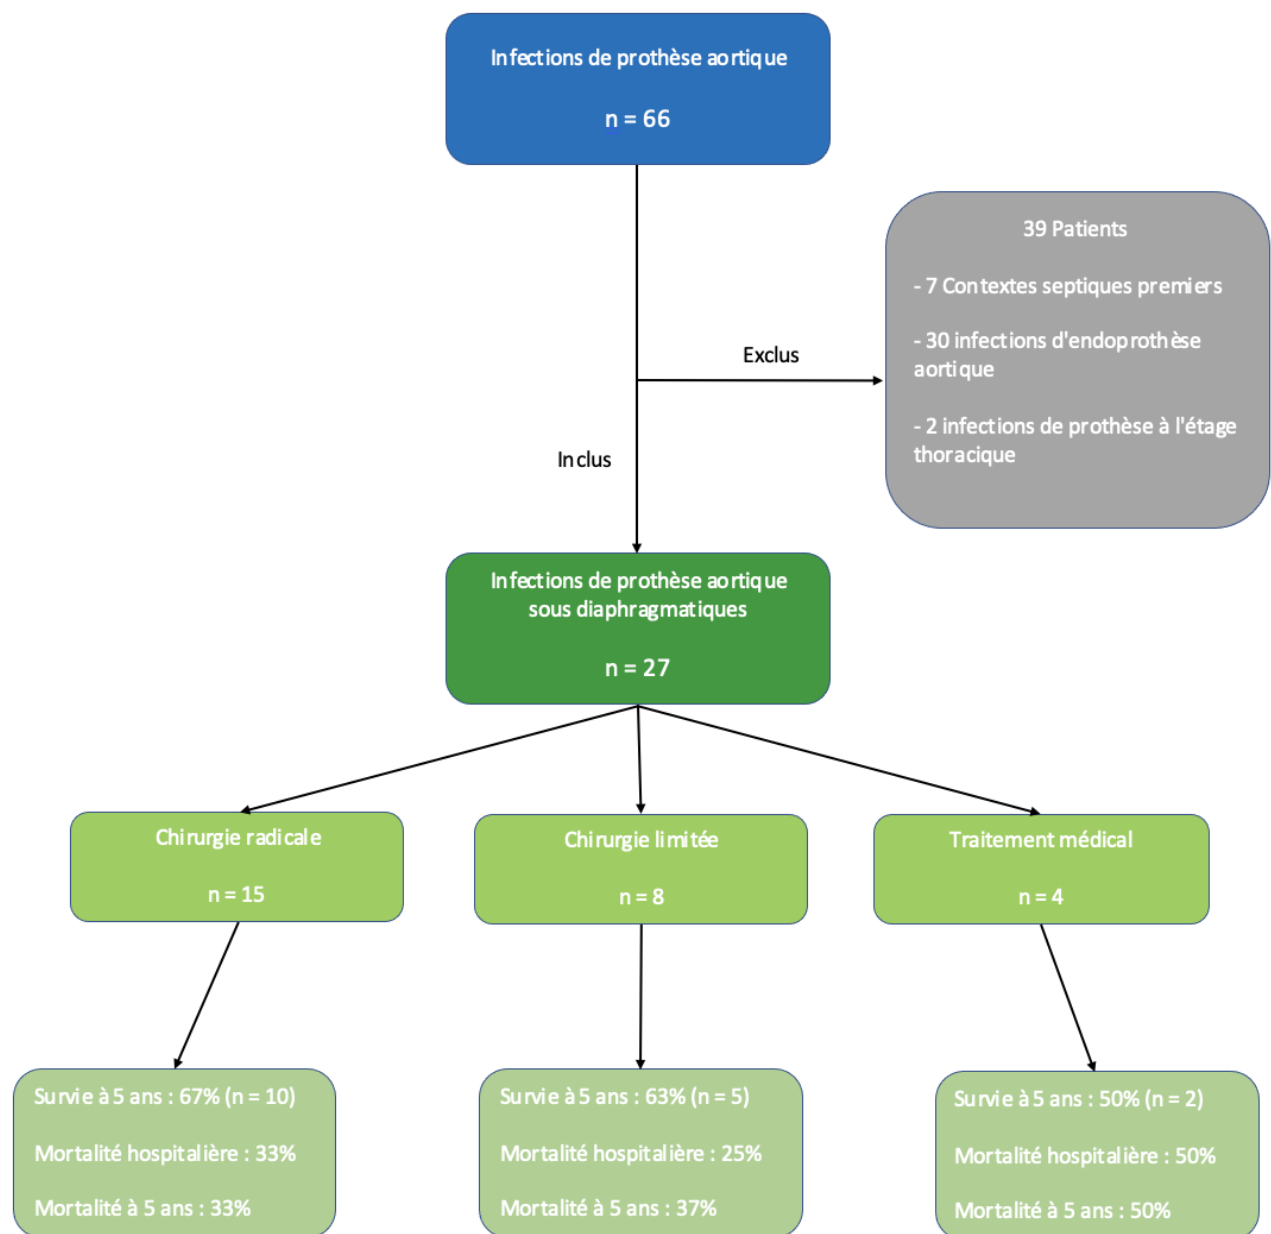 Infections de prothèse aortique
n = 66
39 Patients
- 7 Contextes septiques premiers
- 30 infections d'endoprothèse
aortique
- 2 infections de prothèse à l'étage
thoracique
Exclus
Inclus
Infections de prothèse aortique
sous diaphragmatiques
n = 27
Chirurgie radicale
n = 15
Chirurgie limitée
n = 8
Traitement médical
n = 4
Survie à 5 ans : 67% (n = 10)
Mortalité hospitalière : 33%
Mortalité à 5 ans : 33%
Survie à 5 ans : 63% (n = 5)
Mortalité hospitalière : 25%
Mortalité à 5 ans : 37%
Survie à 5 ans : 50% (n = 2)
Mortalité hospitalière : 50%
Mortalité à 5 ans : 50%